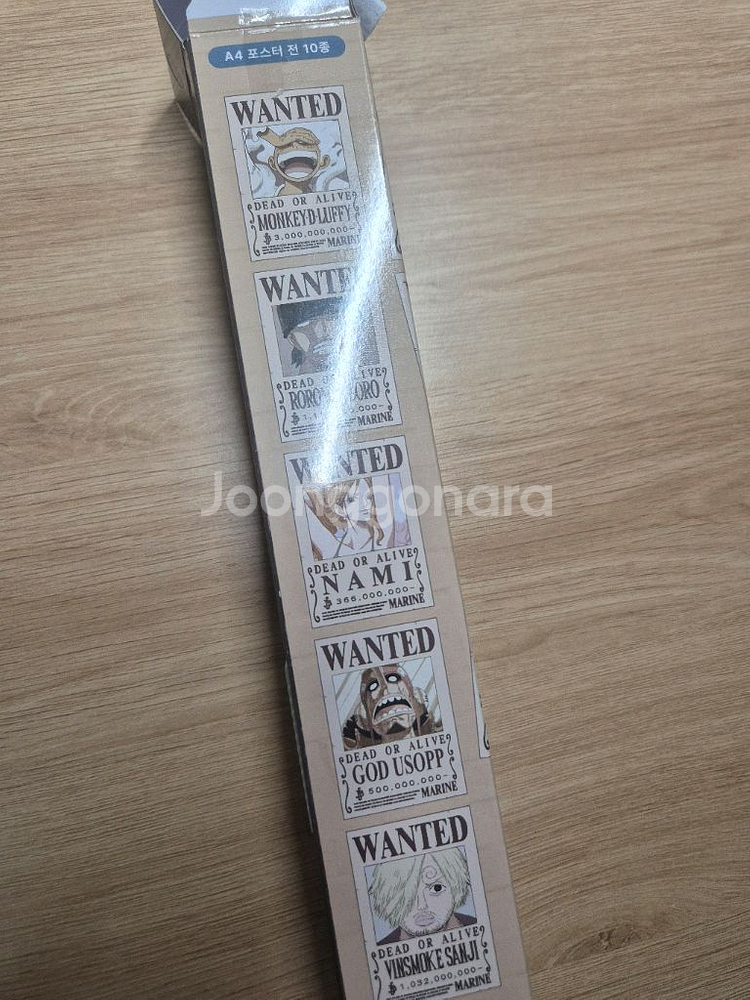 A4 포스터 전 10종
WANTED
DEAD OR ALIVE
MONKEY·D·LUFFY
3,000,000,000-
MARINE
WANTED
DEAD OR ALIVE
MARINE
WANTED
DEAD OR ALIVE
NAMI
366,000,000-
MARINE
WANTED
DEAD OR ALIVE
GOD USOPP
500,000,000-
MARINE
WANTED
DEAD OR ALIVE
VINSMOKE SANJI
1,032,000,000-
MARINE
Joonggonara